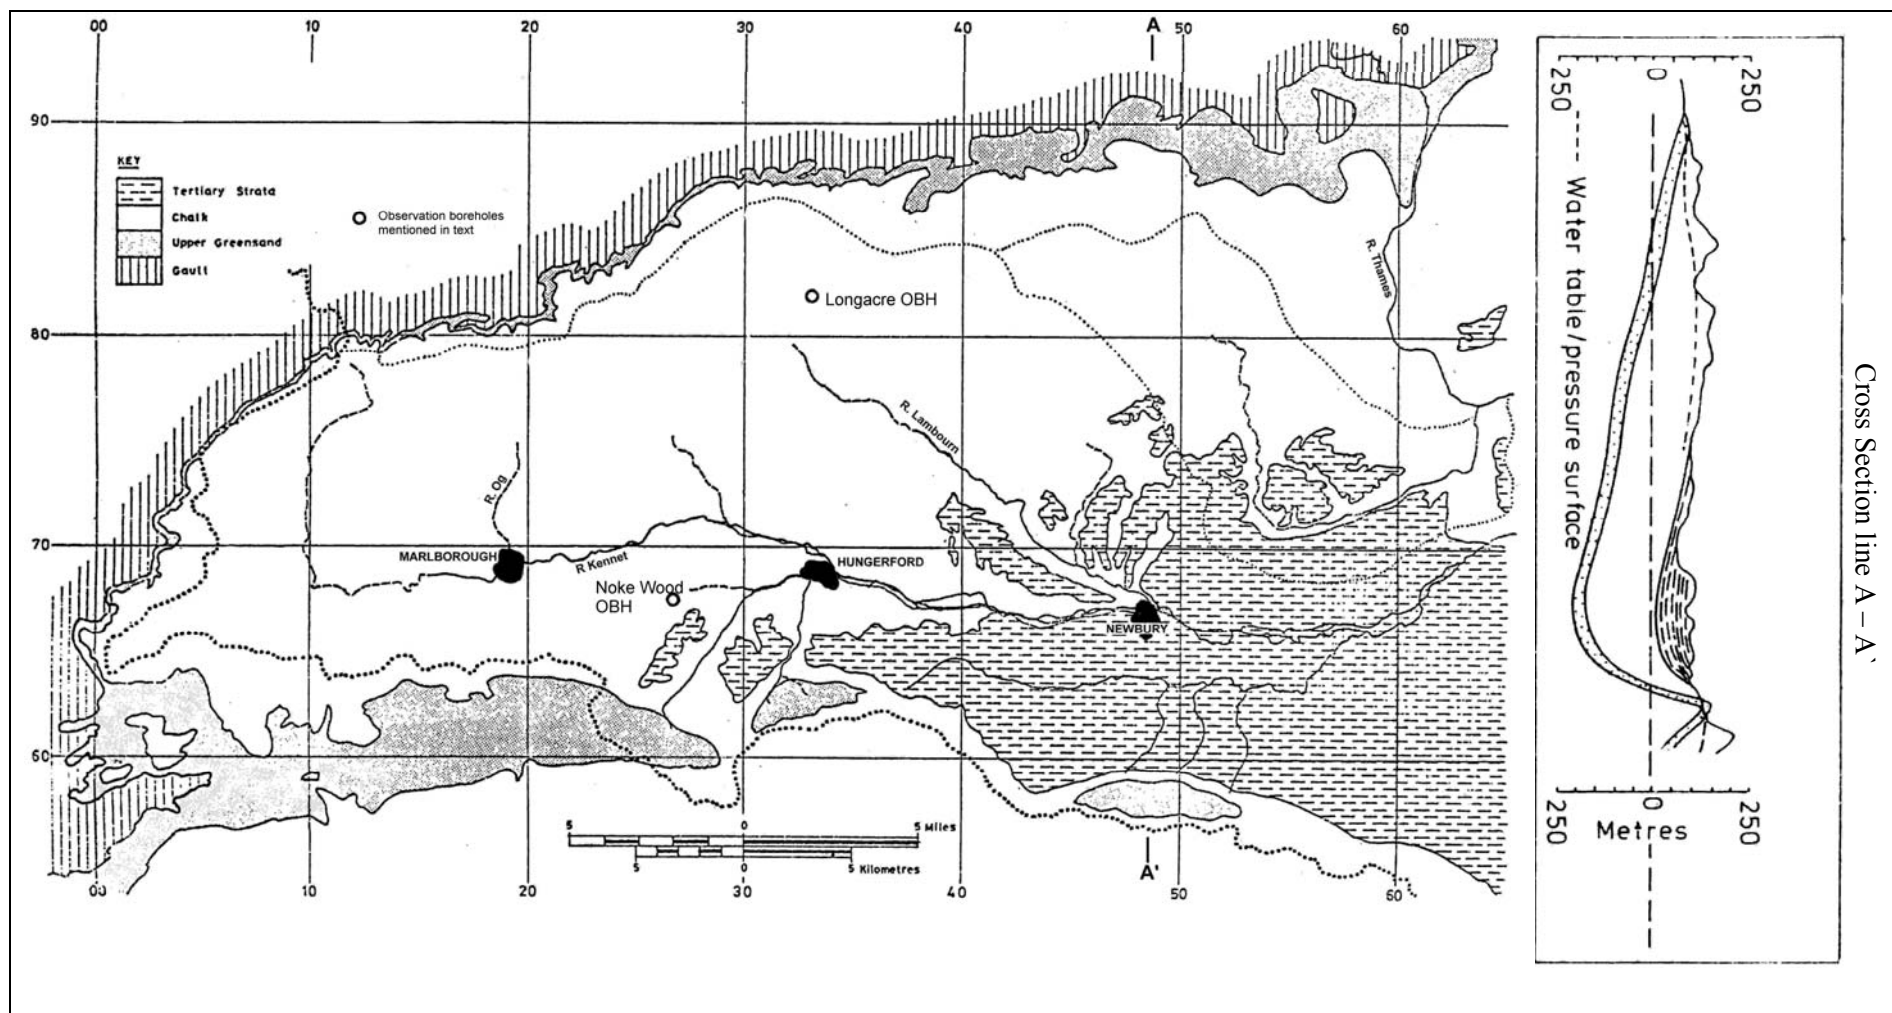 00 10 20 30 40 A 50 60
90
KEY
Tertiary Strata
Chalk
Upper Greensand
Gault
Observation boreholes
mentioned in text
R. Thames
Longacre OBH
80
R. Lambourn
R. Og
70
MARLBOROUGH
R Kennet
HUNGERFORD
Noke Wood
OBH
NEWBURY
60
5 0 5 Miles
5 0 5 Kilometres
00 10 20 30 40 A' 50 60
250 0 250
Water table/pressure surface
250 0 250
Metres
Cross Section line A – A`